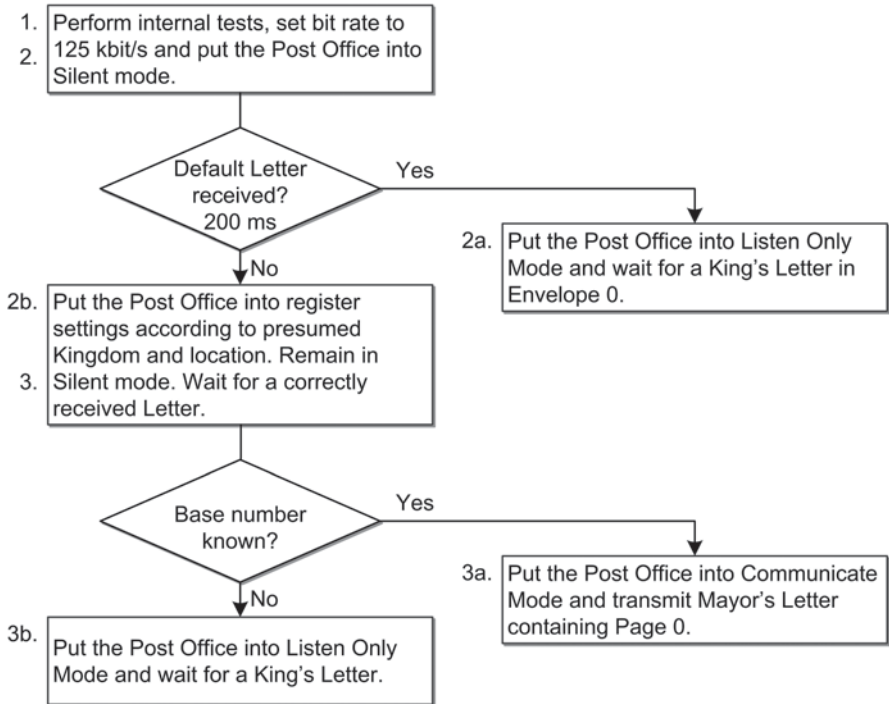 1. Perform internal tests, set bit rate to
2. 125 kbit/s and put the Post Office into
Silent mode.
Default Letter
received?
200 ms
Yes
2a. Put the Post Office into Listen Only
Mode and wait for a King's Letter in
Envelope 0.
No
2b. Put the Post Office into register
settings according to presumed
Kingdom and location. Remain in
3. Silent mode. Wait for a correctly
received Letter.
Base number
known?
Yes
3a. Put the Post Office into Communicate
Mode and transmit Mayor's Letter
containing Page 0.
No
3b. Put the Post Office into Listen Only
Mode and wait for a King's Letter.